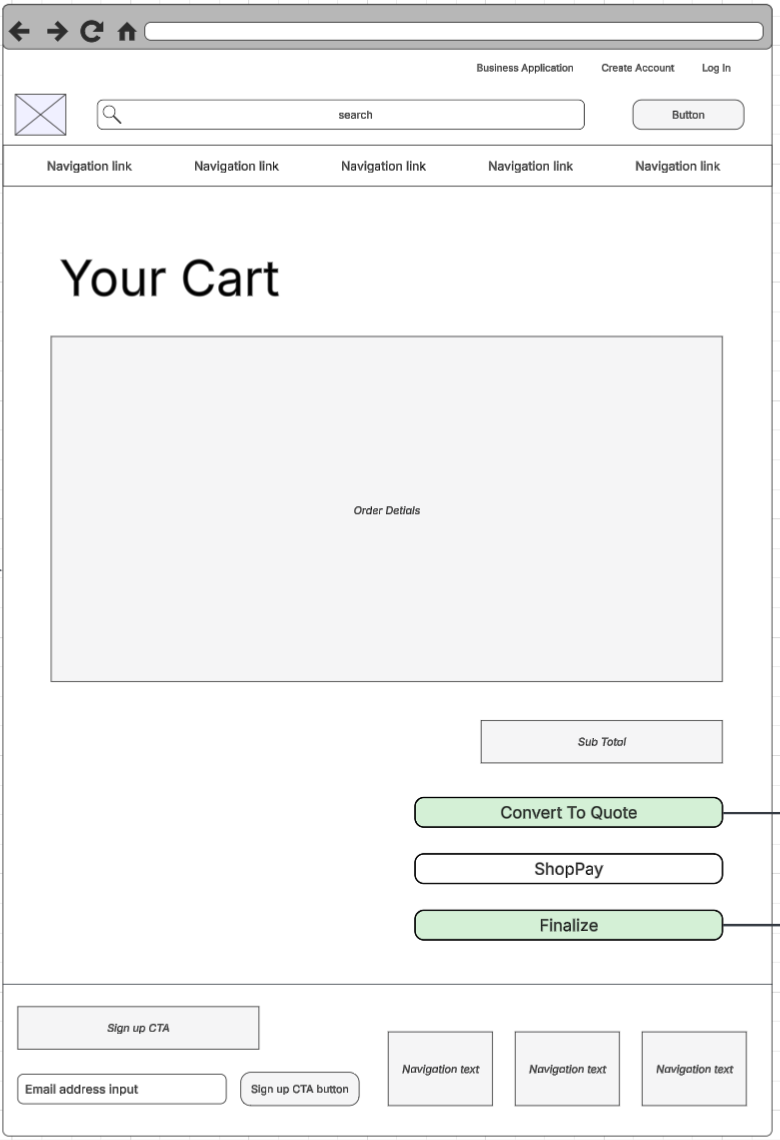 Business Application Create Account Log In
search Button
Navigation link Navigation link Navigation link Navigation link Navigation link
Your Cart
Order Detials
Sub Total
Convert To Quote
ShopPay
Finalize
Sign up CTA
Email address input Sign up CTA button
Navigation text Navigation text Navigation text